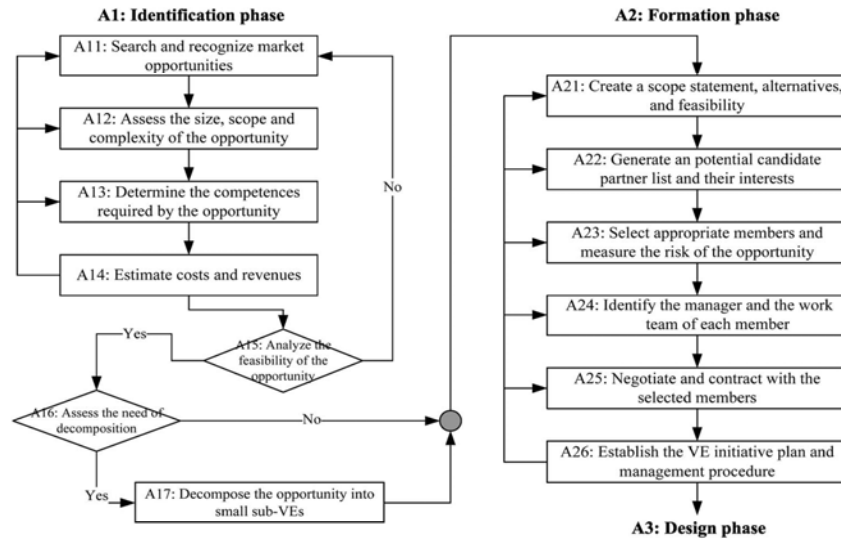 A1: Identification phase
A11: Search and recognize market
opportunities
A12: Assess the size, scope and
complexity of the opportunity
A13: Determine the competences
required by the opportunity
No
A14: Estimate costs and revenues
Yes
A15: Analyze the
feasibility of the
opportunity
A16: Assess the need of
decomposition
No
Yes
A17: Decompose the opportunity into
small sub-VEs
A2: Formation phase
A21: Create a scope statement, alternatives,
and feasibility
A22: Generate an potential candidate
partner list and their interests
A23: Select appropriate members and
measure the risk of the opportunity
A24: Identify the manager and the work
team of each member
A25: Negotiate and contract with the
selected members
A26: Establish the VE initiative plan and
management procedure
A3: Design phase